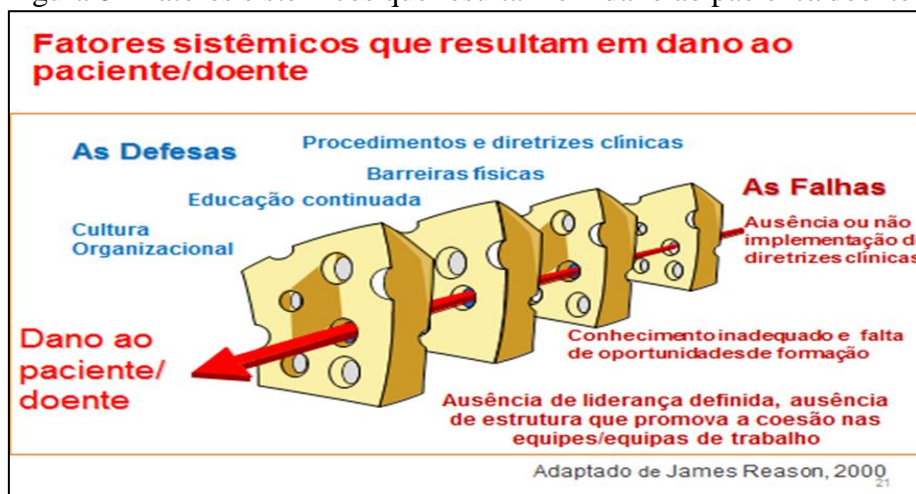 Fatores sistêmicos que resultam em dano ao
paciente/doente
As Defesas
Procedimentos e diretrizes clínicas
Barreiras físicas
Educação continuada
Cultura
Organizacional
As Falhas
Ausência ou não
implementação d
diretrizes clínicas
Conhecimento inadequado e falta
de oportunidades de formação
Ausência de liderança definida, ausência
de estrutura que promova a coesão nas
equipes/equipas de trabalho
Dano ao
paciente/
doente
Adaptado de James Reason, 2000
21